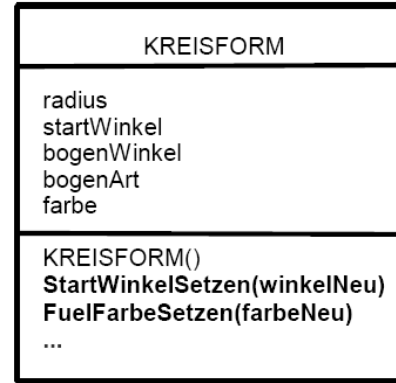 KREISFORM
radius
startWinkel
bogenWinkel
bogenArt
farbe
KREISFORM()
StartWinkelSetzen(winkelNeu)
FuelFarbeSetzen(farbeNeu)
...